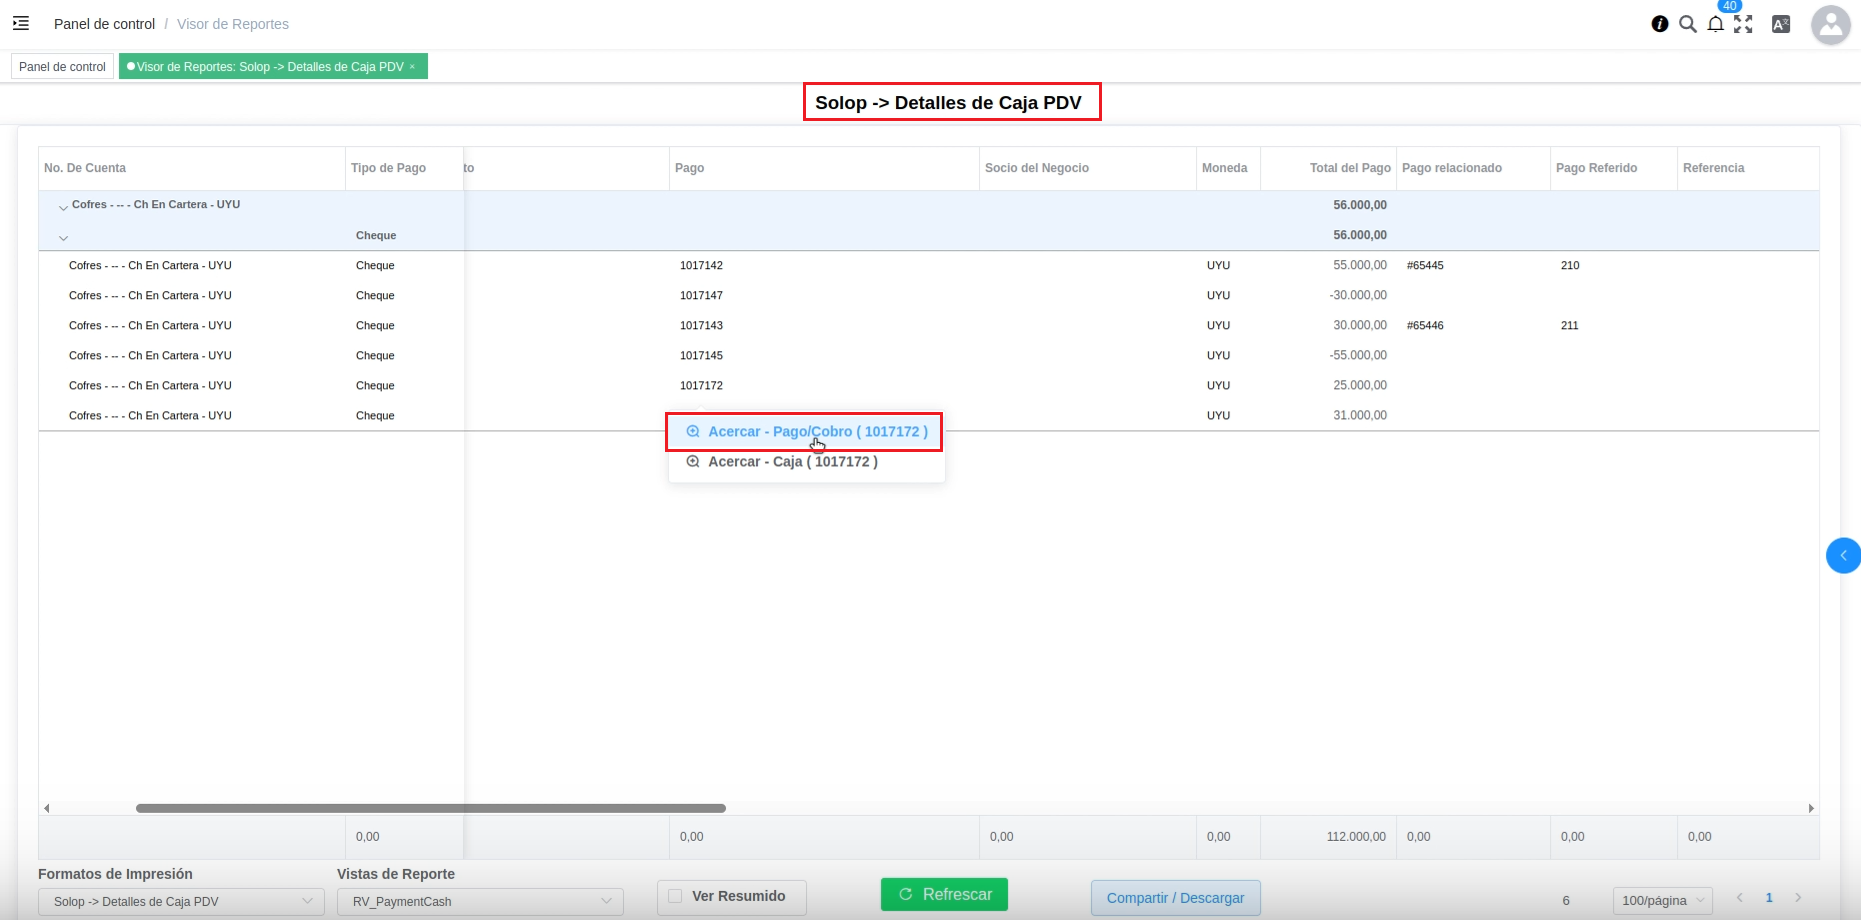 Panel de control / Visor de Reportes
40
Panel de control
Visor de Reportes: Solop -> Detalles de Caja PDV ×
Solop -> Detalles de Caja PDV
No. De Cuenta Tipo de Pago to Pago Socio del Negocio Moneda Total del Pago Pago relacionado Pago Referido Referencia
Cofres - -- - Ch En Cartera - UYU 56.000,00
Cheque 56.000,00
Cofres - -- - Ch En Cartera - UYU Cheque 1017142 UYU 55.000,00 #65445 210
Cofres - -- - Ch En Cartera - UYU Cheque 1017147 UYU -30.000,00
Cofres - -- - Ch En Cartera - UYU Cheque 1017143 UYU 30.000,00 #65446 211
Cofres - -- - Ch En Cartera - UYU Cheque 1017145 UYU -55.000,00
Cofres - -- - Ch En Cartera - UYU Cheque 1017172 UYU 25.000,00
Cofres - -- - Ch En Cartera - UYU Cheque UYU 31.000,00
Acercar - Pago/Cobro ( 1017172 )
Acercar - Caja ( 1017172 )
0,00 0,00 0,00 0,00 112.000,00 0,00 0,00 0,00
Formatos de Impresión Vistas de Reporte
Solop -> Detalles de Caja PDV RV_PaymentCash Ver Resumido Refrescar Compartir / Descargar 6 100/página 1